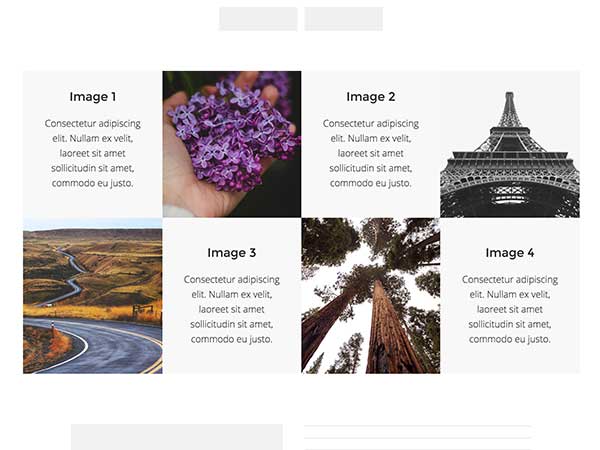 Image 1
Consectetur adipiscing
elit. Nullam ex velit,
laoreet sit amet
sollicitudin sit amet,
commodo eu justo.
Image 2
Consectetur adipiscing
elit. Nullam ex velit,
laoreet sit amet
sollicitudin sit amet,
commodo eu justo.
Image 3
Consectetur adipiscing
elit. Nullam ex velit,
laoreet sit amet
sollicitudin sit amet,
commodo eu justo.
Image 4
Consectetur adipiscing
elit. Nullam ex velit,
laoreet sit amet
sollicitudin sit amet,
commodo eu justo.